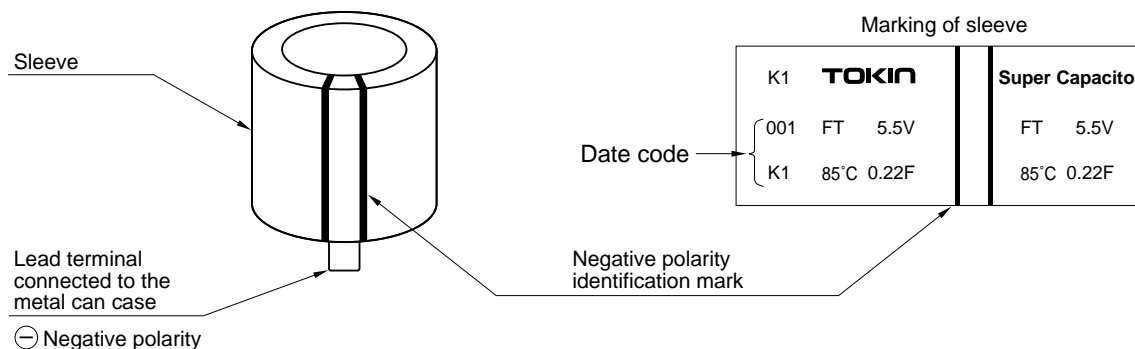 Marking of sleeve
Sleeve
K1 TOKIN Super Capacito
001 FT 5.5V FT 5.5V
Date code
K1 85°C 0.22F 85°C 0.22F
Lead terminal
connected to the
metal can case
⊖ Negative polarity
Negative polarity
identification mark